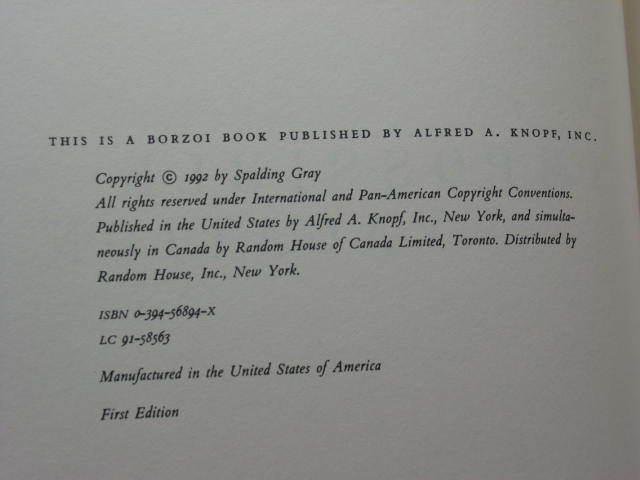 THIS IS A BORZOI BOOK PUBLISHED BY ALFRED A. KNOPF, INC.
Copyright © 1992 by Spalding Gray
All rights reserved under International and Pan-American Copyright Conventions.
Published in the United States by Alfred A. Knopf, Inc., New York, and simulta-
neously in Canada by Random House of Canada Limited, Toronto. Distributed by
Random House, Inc., New York.
ISBN 0-394-56894-X
LC 91-58563
Manufactured in the United States of America
First Edition